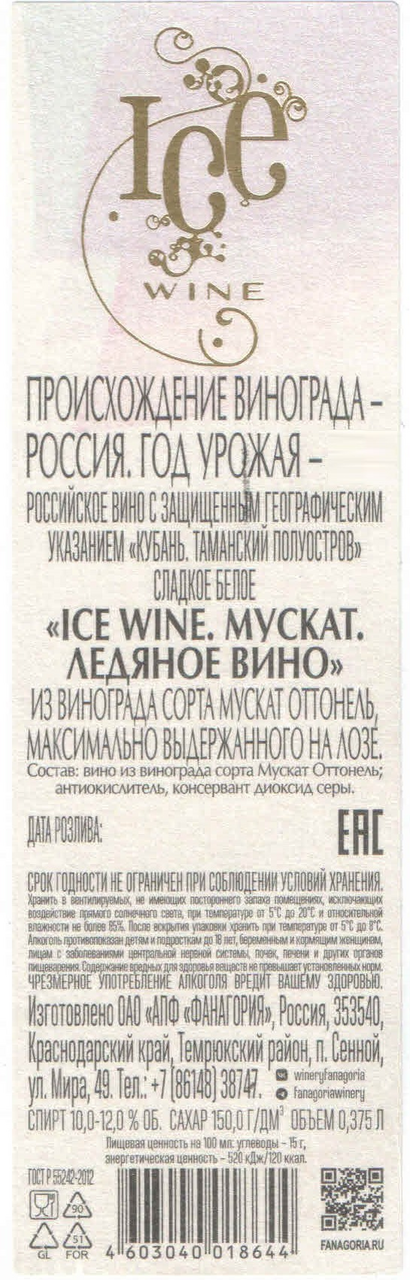 Ice
WINE
ПРОИСХОЖДЕНИЕ ВИНОГРАДА –
РОССИЯ. ГОД УРОЖАЯ –
РОССИЙСКОЕ ВИНО С ЗАЩИЩЕННЫМ ГЕОГРАФИЧЕСКИМ
УКАЗАНИЕМ «КУБАНЬ. ТАМАНСКИЙ ПОЛУОСТРОВ»
СЛАДКОЕ БЕЛОЕ
«ICE WINE. МУСКАТ.
ЛЕДЯНОЕ ВИНО»
ИЗ ВИНОГРАДА СОРТА МУСКАТ ОТТОНЕЛЬ,
МАКСИМАЛЬНО ВЫДЕРЖАННОГО НА ЛОЗЕ.
Состав: вино из винограда сорта Мускат Оттонель;
антиокислитель, консервант диоксид серы.
ДАТА РОЗЛИВА:
ЕАС
СРОК ГОДНОСТИ НЕ ОГРАНИЧЕН ПРИ СОБЛЮДЕНИИ УСЛОВИЙ ХРАНЕНИЯ.
Хранить в вентилируемых, не имеющих постороннего запаха помещениях, исключающих
воздействие прямого солнечного света, при температуре от 5°С до 20°С и относительной
влажности не более 85%. После вскрытия упаковки хранить при температуре от 5°С до 8°С.
Алкоголь противопоказан детям и подросткам до 18 лет, беременным и кормящим женщинам,
лицам с заболеваниями центральной нервной системы, почек, печени и других органов
пищеварения. Содержание вредных для здоровья веществ не превышает установленных норм.
ЧРЕЗМЕРНОЕ УПОТРЕБЛЕНИЕ АЛКОГОЛЯ ВРЕДИТ ВАШЕМУ ЗДОРОВЬЮ.
Изготовлено ОАО «АПФ «ФАНАГОРИЯ», Россия, 353540,
Краснодарский край, Темрюкский район, п. Сенной,
ул. Мира, 49. Тел.: +7 (86148) 38747.
wineryfanagoria
fanagoriawinery
СПИРТ 10,0-12,0 % ОБ. САХАР 150,0 Г/ДМ³ ОБЪЕМ 0,375 Л
Пищевая ценность на 100 мл: углеводы – 15 г,
энергетическая ценность – 520 кДж/120 ккал.
ГОСТ Р 55242-2012
90
51
GL FOR
4 603040 018644
FANAGORIA.RU